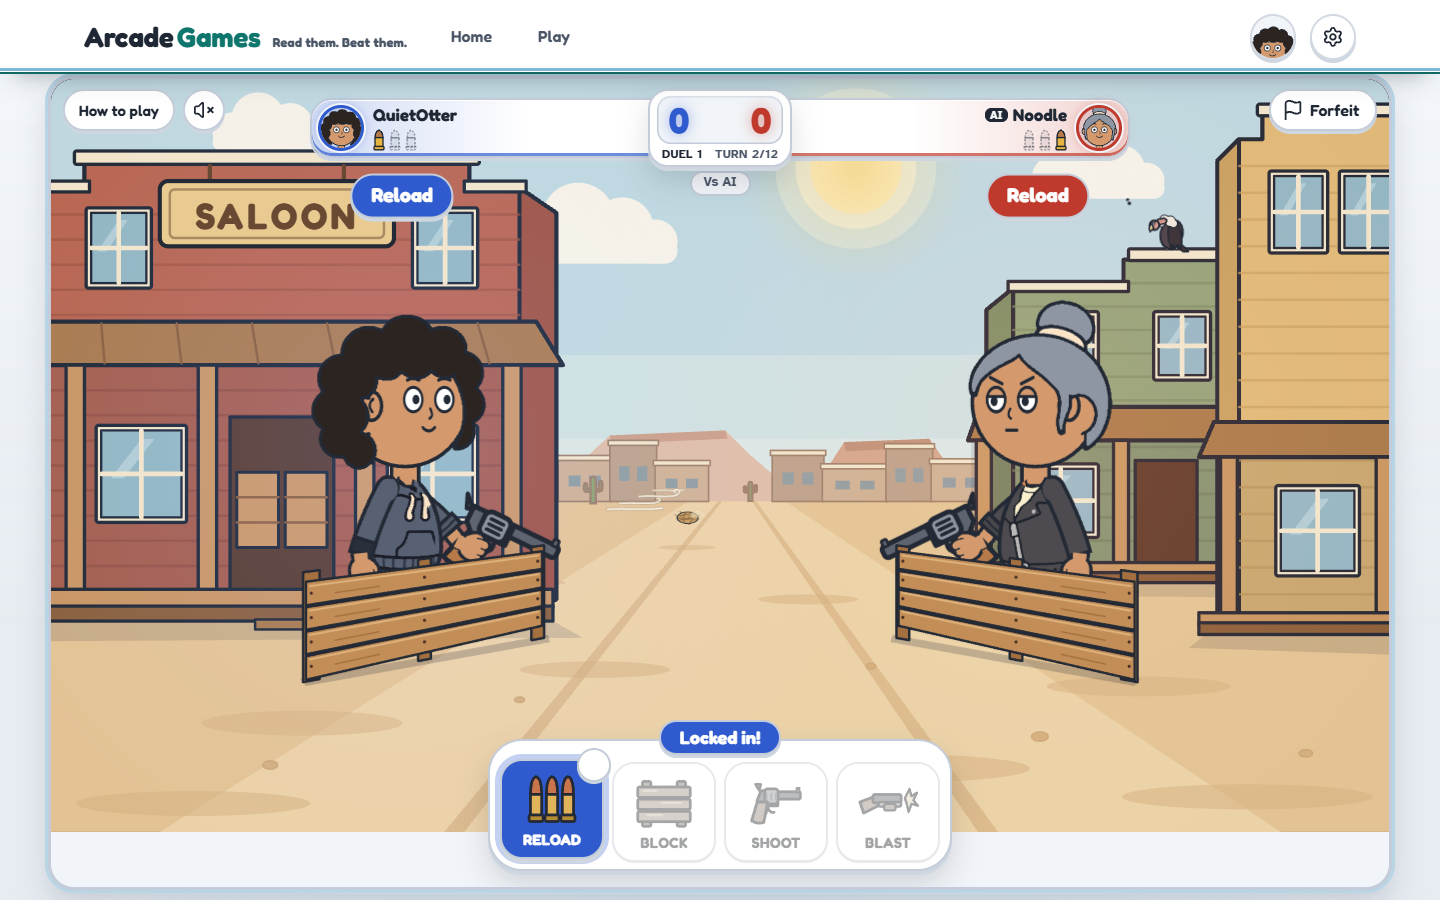 Arcade Games Read them. Beat them. Home Play
How to play
QuietOtter
0 0
DUEL 1 TURN 2/12
AI Noodle
Forfeit
Vs AI
Reload
Reload
SALOON
Locked in!
RELOAD
BLOCK
SHOOT
BLAST